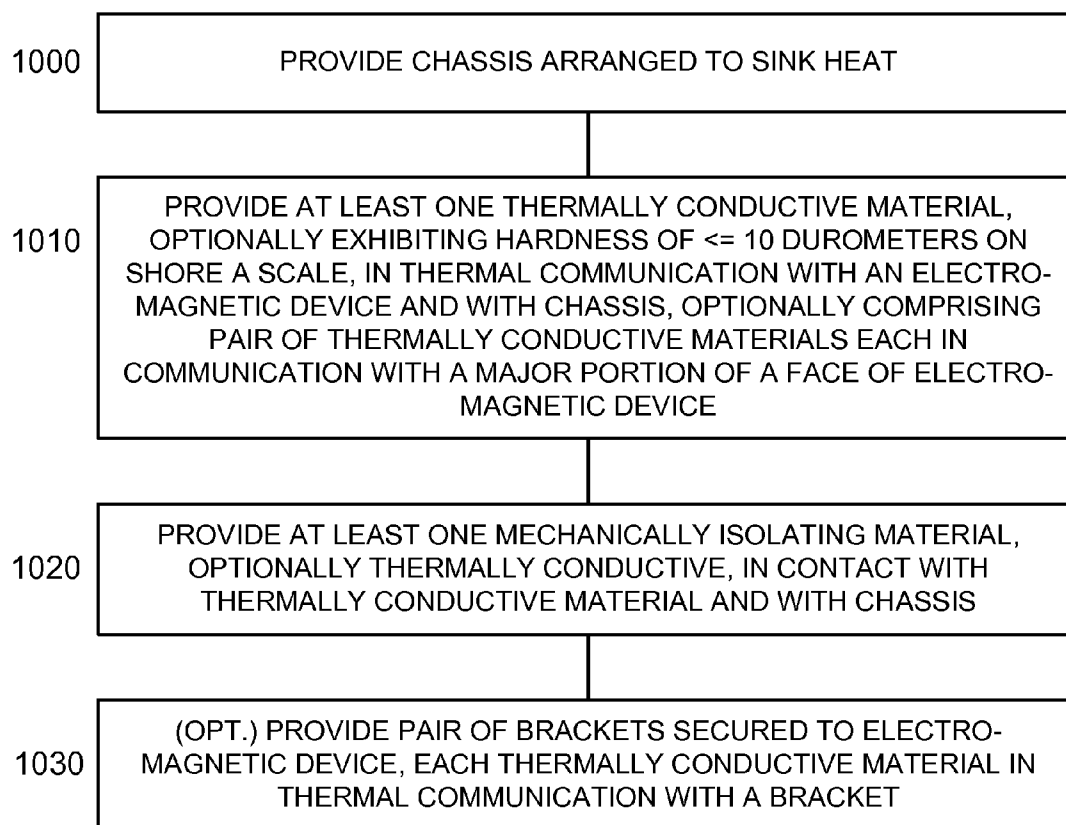 1000
PROVIDE CHASSIS ARRANGED TO SINK HEAT
1010
PROVIDE AT LEAST ONE THERMALLY CONDUCTIVE MATERIAL,
OPTIONALLY EXHIBITING HARDNESS OF <= 10 DUROMETERS ON
SHORE A SCALE, IN THERMAL COMMUNICATION WITH AN ELECTRO-
MAGNETIC DEVICE AND WITH CHASSIS, OPTIONALLY COMPRISING
PAIR OF THERMALLY CONDUCTIVE MATERIALS EACH IN
COMMUNICATION WITH A MAJOR PORTION OF A FACE OF ELECTRO-
MAGNETIC DEVICE
1020
PROVIDE AT LEAST ONE MECHANICALLY ISOLATING MATERIAL,
OPTIONALLY THERMALLY CONDUCTIVE, IN CONTACT WITH
THERMALLY CONDUCTIVE MATERIAL AND WITH CHASSIS
1030
(OPT.) PROVIDE PAIR OF BRACKETS SECURED TO ELECTRO-
MAGNETIC DEVICE, EACH THERMALLY CONDUCTIVE MATERIAL IN
THERMAL COMMUNICATION WITH A BRACKET